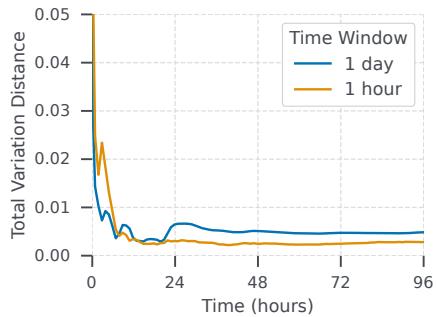 Total Variation Distance
0.05
0.04
0.03
0.02
0.01
0.00
Time Window
1 day
1 hour
0 24 48 72 96
Time (hours)